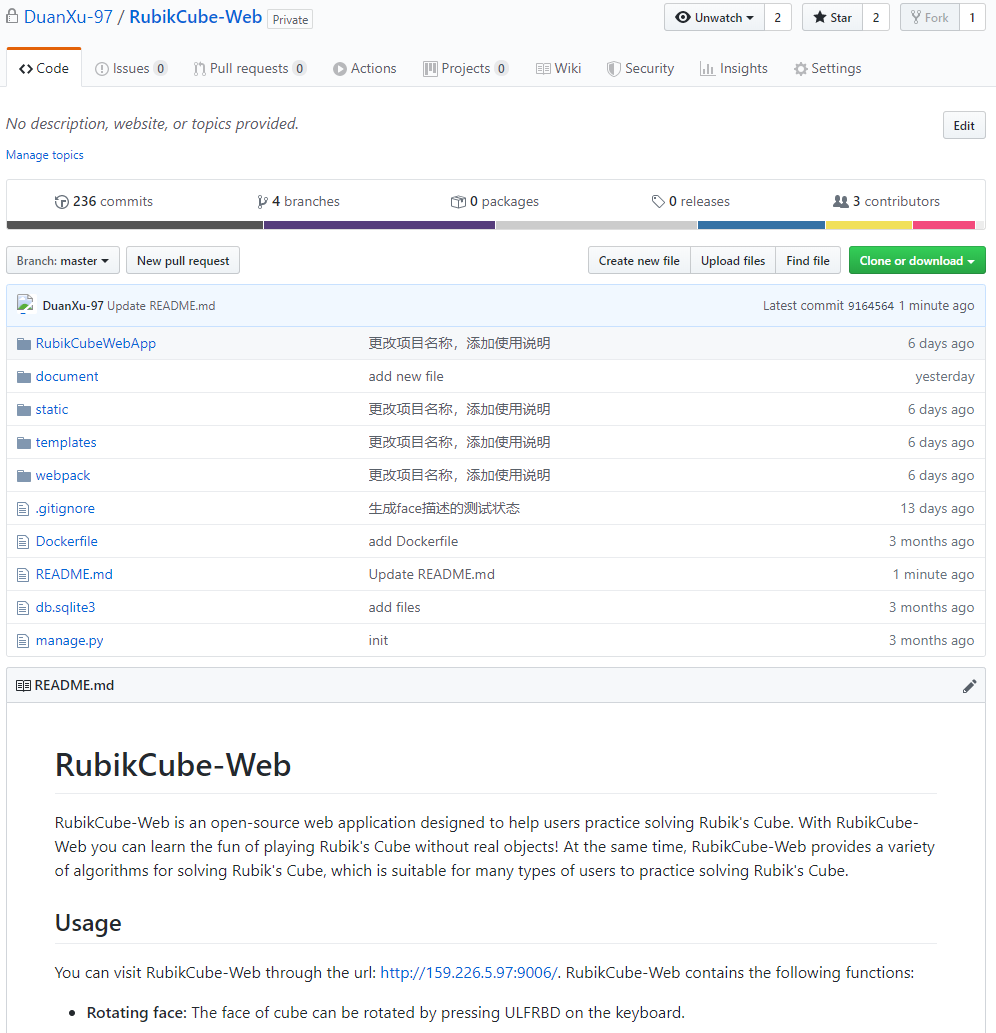 DuanXu-97 / RubikCube-Web Private
Unwatch 2 Star 2 Fork 1
Code Issues 0 Pull requests 0 Actions Projects 0 Wiki Security Insights Settings
No description, website, or topics provided. Edit
Manage topics
236 commits 4 branches 0 packages 0 releases 3 contributors
Branch: master New pull request Create new file Upload files Find file Clone or download
DuanXu-97 Update README.md Latest commit 9164564 1 minute ago
RubikCubeWebApp 更改项目名称，添加使用说明 6 days ago
document add new file yesterday
static 更改项目名称，添加使用说明 6 days ago
templates 更改项目名称，添加使用说明 6 days ago
webpack 更改项目名称，添加使用说明 6 days ago
.gitignore 生成face描述的测试状态 13 days ago
Dockerfile add Dockerfile 3 months ago
README.md Update README.md 1 minute ago
db.sqlite3 add files 3 months ago
manage.py init 3 months ago
README.md
RubikCube-Web
RubikCube-Web is an open-source web application designed to help users practice solving Rubik's Cube. With RubikCube-
Web you can learn the fun of playing Rubik's Cube without real objects! At the same time, RubikCube-Web provides a variety
of algorithms for solving Rubik's Cube, which is suitable for many types of users to practice solving Rubik's Cube.
Usage
You can visit RubikCube-Web through the url: http://159.226.5.97:9006/. RubikCube-Web contains the following functions:
• Rotating face: The face of cube can be rotated by pressing ULFRBD on the keyboard.